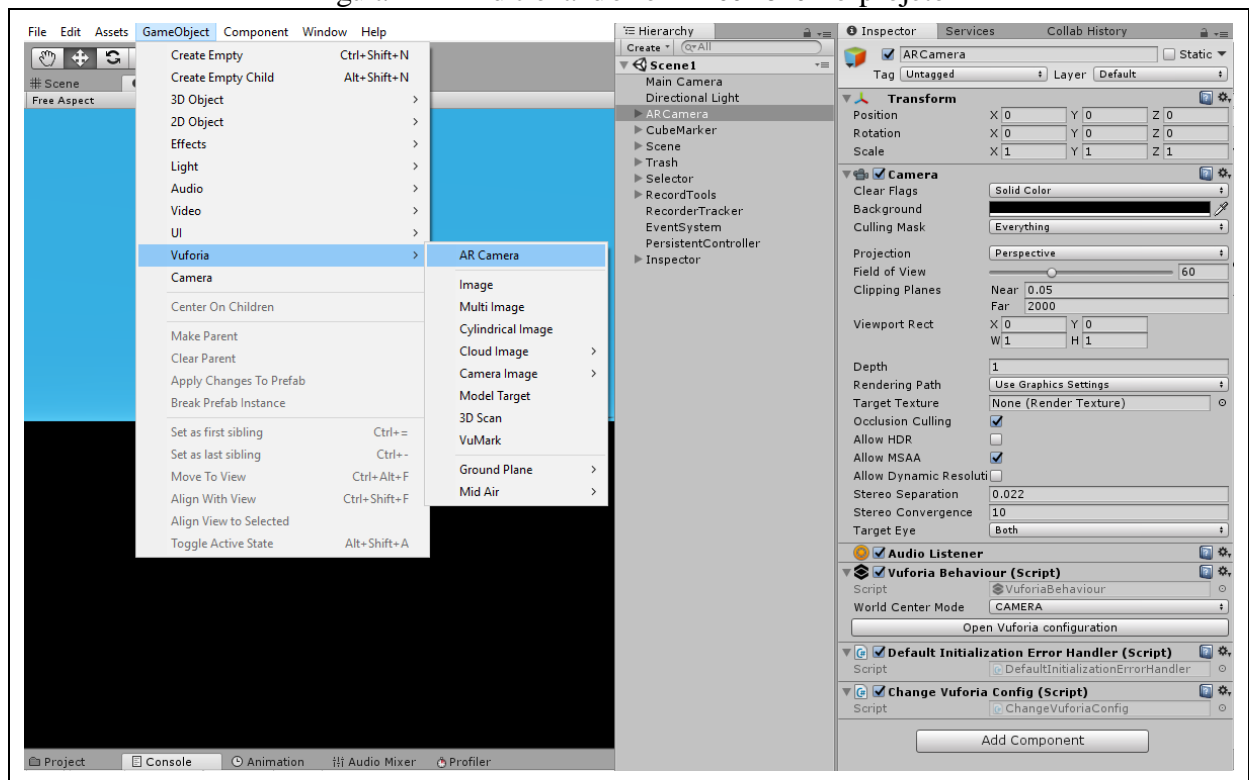 File Edit Assets GameObject Component Window Help
# Scene
Free Aspect
Create Empty Ctrl+Shift+N
Create Empty Child Alt+Shift+N
3D Object >
2D Object >
Effects >
Light >
Audio >
Video >
UI >
Vuforia >
Camera
Center On Children
Make Parent
Clear Parent
Apply Changes To Prefab
Break Prefab Instance
Set as first sibling Ctrl+=
Set as last sibling Ctrl+-
Move To View Ctrl+Alt+F
Align With View Ctrl+Shift+F
Align View to Selected
Toggle Active State Alt+Shift+A
AR Camera
Image
Multi Image
Cylindrical Image
Cloud Image >
Camera Image >
Model Target
3D Scan
VuMark
Ground Plane >
Mid Air >
Project Console Animation Audio Mixer Profiler
Hierarchy
Create All
Scene1
Main Camera
Directional Light
ARCamera
CubeMarker
Scene
Trash
Selector
RecordTools
RecorderTracker
EventSystem
PersistentController
Inspector
Inspector Services Collab History
ARCamera Static
Tag Untagged Layer Default
Transform
Position X 0 Y 0 Z 0
Rotation X 0 Y 0 Z 0
Scale X 1 Y 1 Z 1
Camera
Clear Flags Solid Color
Background
Culling Mask Everything
Projection Perspective
Field of View 60
Clipping Planes Near 0.05
Far 2000
Viewport Rect X 0 Y 0
W 1 H 1
Depth 1
Rendering Path Use Graphics Settings
Target Texture None (Render Texture)
Occlusion Culling
Allow HDR
Allow MSAA
Allow Dynamic Resoluti
Stereo Separation 0.022
Stereo Convergence 10
Target Eye Both
Audio Listener
Vuforia Behaviour (Script)
Script VuforiaBehaviour
World Center Mode CAMERA
Open Vuforia configuration
Default Initialization Error Handler (Script)
Script DefaultInitializationErrorHandler
Change Vuforia Config (Script)
Script ChangeVuforiaConfig
Add Component